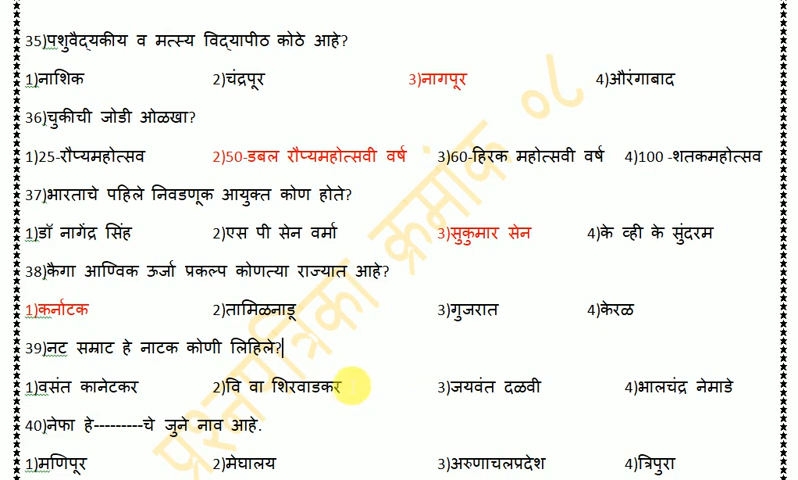 35)पशुवैद्यकीय व मत्स्य विद्यापीठ कोठे आहे?
1)नाशिक 2)चंद्रपूर 3)नागपूर 4)औरंगाबाद
36)चुकीची जोडी ओळखा?
1)25-रौप्यमहोत्सव 2)50-डबल रौप्यमहोत्सवी वर्ष 3)60-हिरक महोत्सवी वर्ष 4)100 -शतकमहोत्सव
37)भारताचे पहिले निवडणूक आयुक्त कोण होते?
1)डॉ नागेंद्र सिंह 2)एस पी सेन वर्मा 3)सुकुमार सेन 4)के व्ही के सुंदरम
38)कैगा आण्विक ऊर्जा प्रकल्प कोणत्या राज्यात आहे?
1)कर्नाटक 2)तामिळनाडू 3)गुजरात 4)केरळ
39)नट सम्राट हे नाटक कोणी लिहिले?
1)वसंत कानेटकर 2)वि वा शिरवाडकर 3)जयवंत दळवी 4)भालचंद्र नेमाडे
40)नेफा हे---------चे जुने नाव आहे.
1)मणिपूर 2)मेघालय 3)अरुणाचलप्रदेश 4)त्रिपुरा
प्रश्नपत्रिका क्रमांक ०८